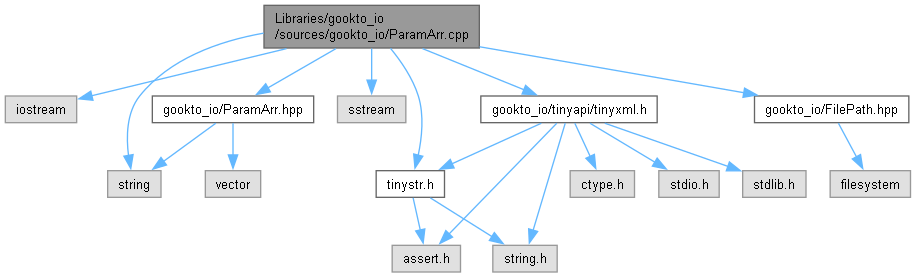 Libraries/gookto_io
/sources/gookto_io/ParamArr.cpp
iostream
gookto_io/ParamArr.hpp
sstream
gookto_io/tinyapi/tinyxml.h
gookto_io/FilePath.hpp
string
vector
tinystr.h
ctype.h
stdio.h
stdlib.h
filesystem
assert.h
string.h